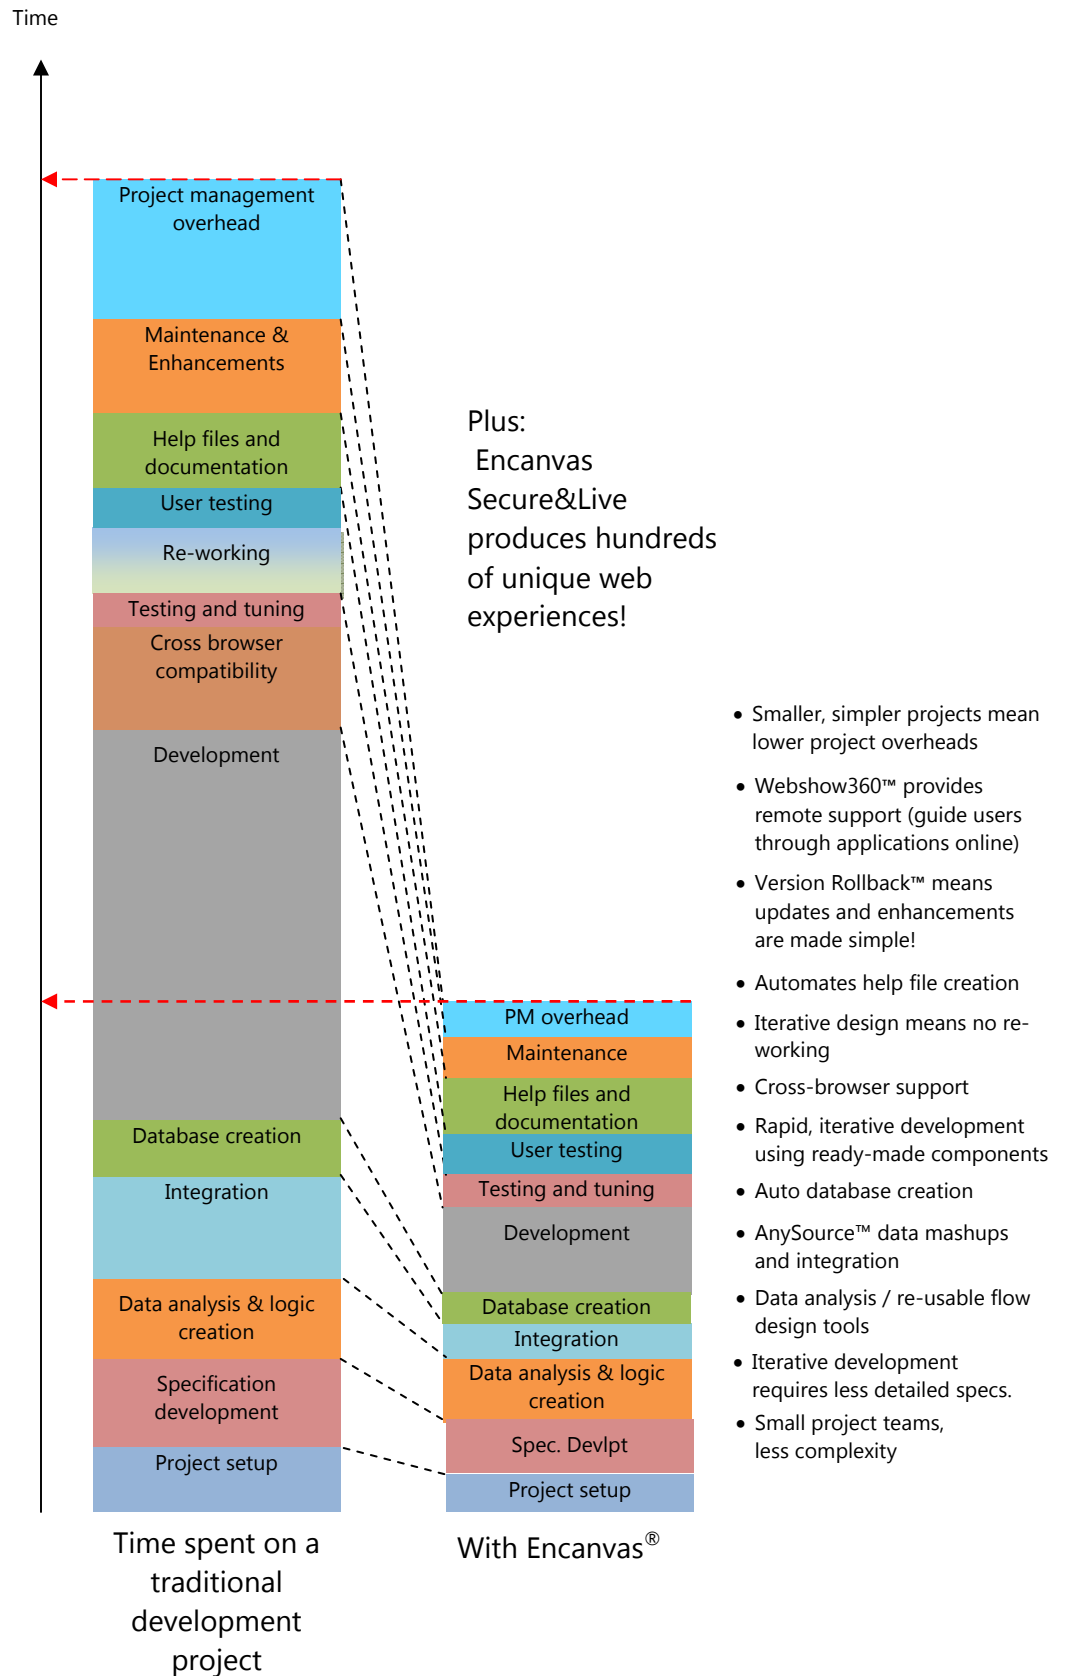 Time
Project management
overhead
Maintenance &
Enhancements
Help files and
documentation
User testing
Re-working
Testing and tuning
Cross browser
compatibility
Development
Database creation
Integration
Data analysis & logic
creation
Specification
development
Project setup
Time spent on a
traditional
development
project
Plus:
Encanvas
Secure&Live
produces hundreds
of unique web
experiences!
PM overhead
Maintenance
Help files and
documentation
User testing
Testing and tuning
Development
Database creation
Integration
Data analysis & logic
creation
Spec. Devlpt
Project setup
With Encanvas®
• Smaller, simpler projects mean
lower project overheads
• Webshow360™ provides
remote support (guide users
through applications online)
• Version Rollback™ means
updates and enhancements
are made simple!
• Automates help file creation
• Iterative design means no re-
working
• Cross-browser support
• Rapid, iterative development
using ready-made components
• Auto database creation
• AnySource™ data mashups
and integration
• Data analysis / re-usable flow
design tools
• Iterative development
requires less detailed specs.
• Small project teams,
less complexity